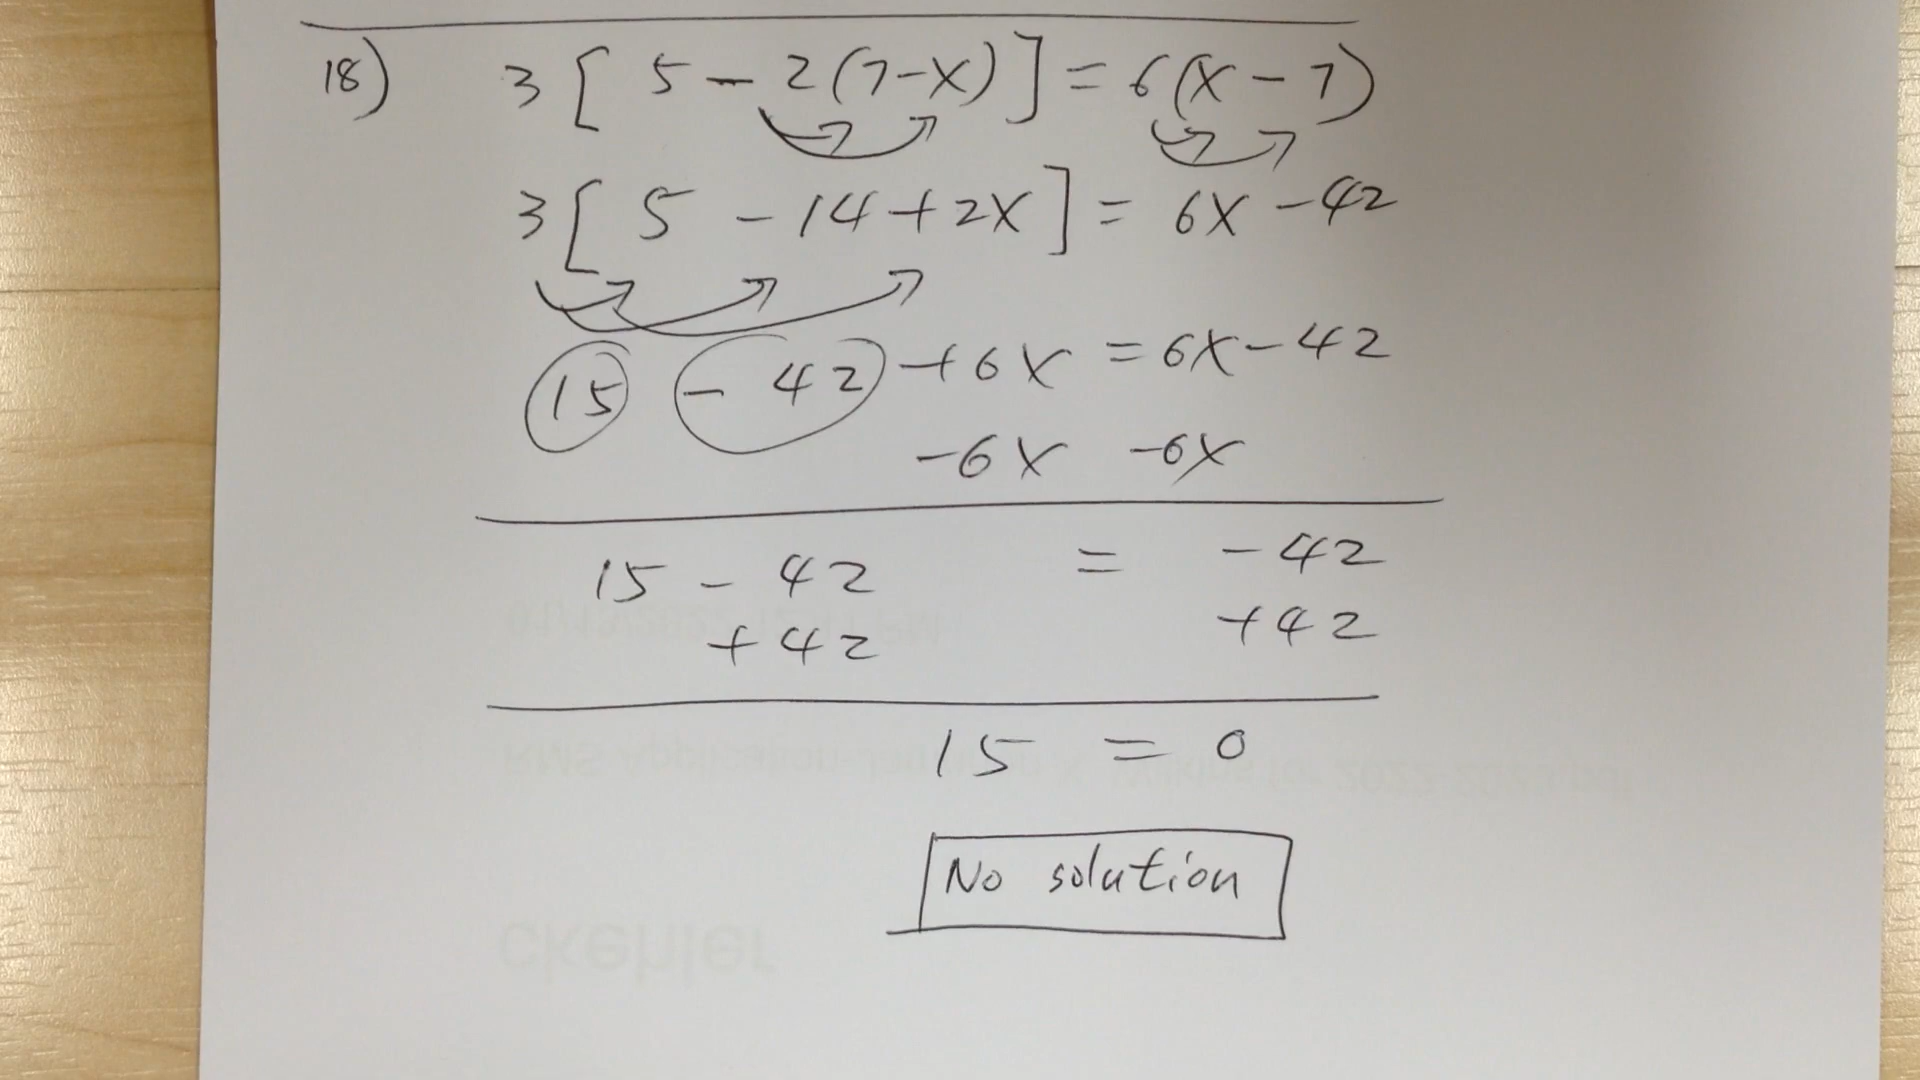 18) 3[5-2(7-x)]=6(x-7)
3[5-14+2x]=6x-42
15 -42+6x=6x-42
-6x -6x
15-42 = -42
+42 +42
15 = 0
No solution
ckehler